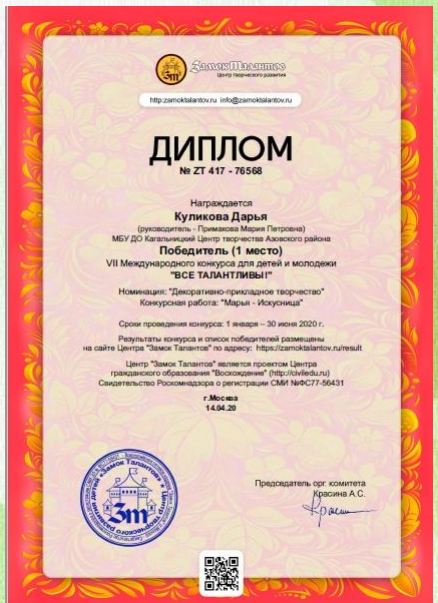 Замок Талантов
Центр творческого развития
http:zamoktalantov.ru info@zamoktalantov.ru
ДИПЛОМ
№ ZT 417 - 76568
Награждается
Куликова Дарья
(руководитель - Примакова Мария Петровна)
МБУ ДО Кагальницкий Центр творчества Азовского района
Победитель (1 место)
VII Международного конкурса для детей и молодежи
"ВСЕ ТАЛАНТЛИВЫ!"
Номинация: "Декоративно-прикладное творчество"
Конкурсная работа: "Марья - Искусница"
Сроки проведения конкурса: 1 января – 30 июня 2020 г.
Результаты конкурса и список победителей размещены
на сайте Центра "Замок Талантов" по адресу: https://zamoktalantov.ru/result
Центр "Замок Талантов" является проектом Центра
гражданского образования "Восхождение" (http://civiledu.ru)
Свидетельство Роскомнадзора о регистрации СМИ №ФС77-56431
г.Москва
14.04.20
Председатель орг. комитета
Красина А.С.
Зт